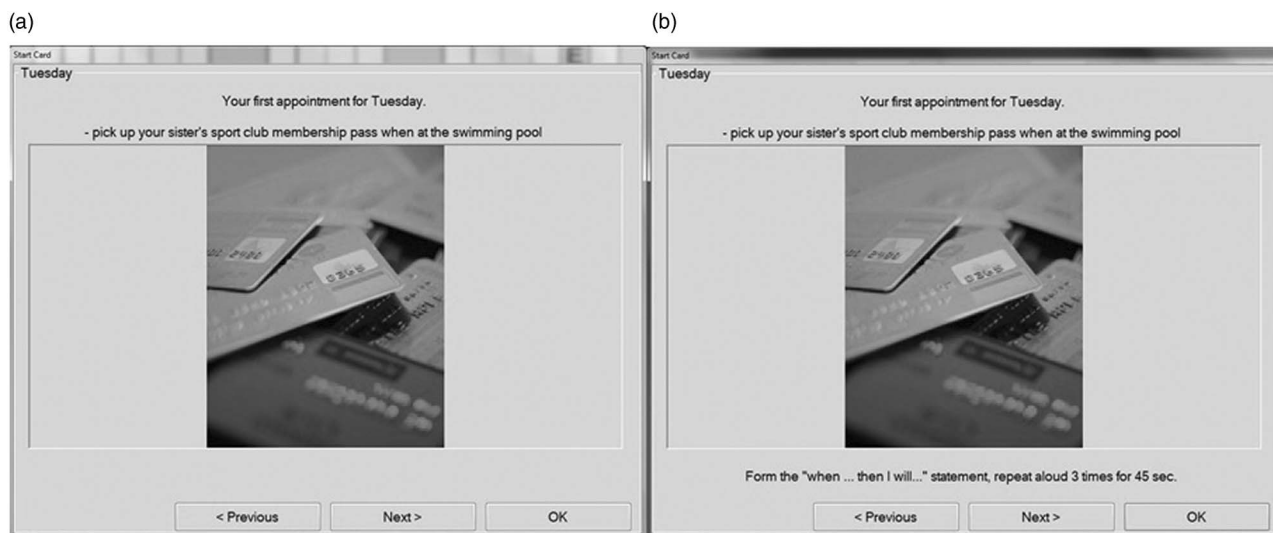 (a)
Start Card
Tuesday
Your first appointment for Tuesday.
- pick up your sister's sport club membership pass when at the swimming pool
< Previous
Next >
OK
(b)
Start Card
Tuesday
Your first appointment for Tuesday.
- pick up your sister's sport club membership pass when at the swimming pool
Form the "when ... then I will..." statement, repeat aloud 3 times for 45 sec.
< Previous
Next >
OK